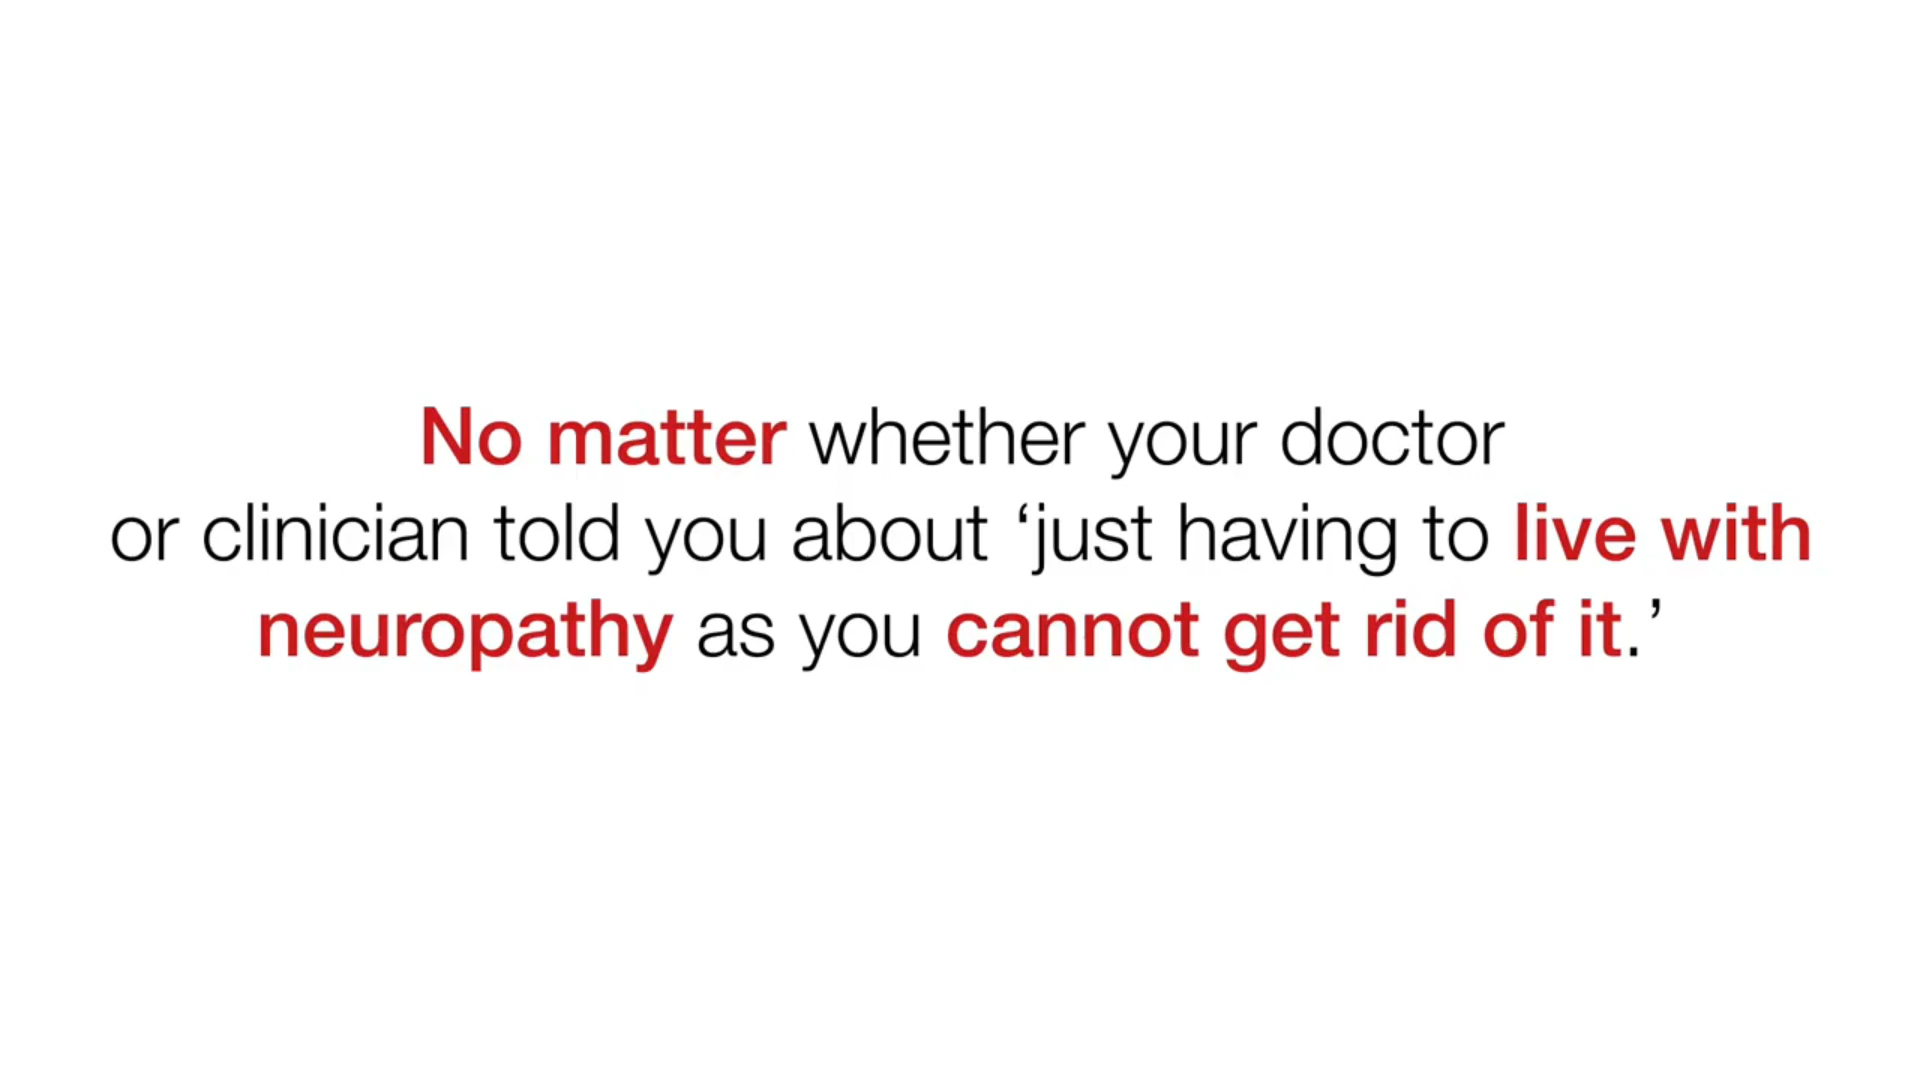 No matter whether your doctor
or clinician told you about ‘just having to live with
neuropathy as you cannot get rid of it.’